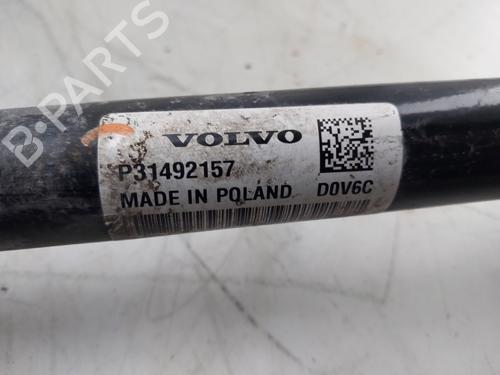 B-PARTS
VOLVO
P31492157
MADE IN POLAND D0V6C